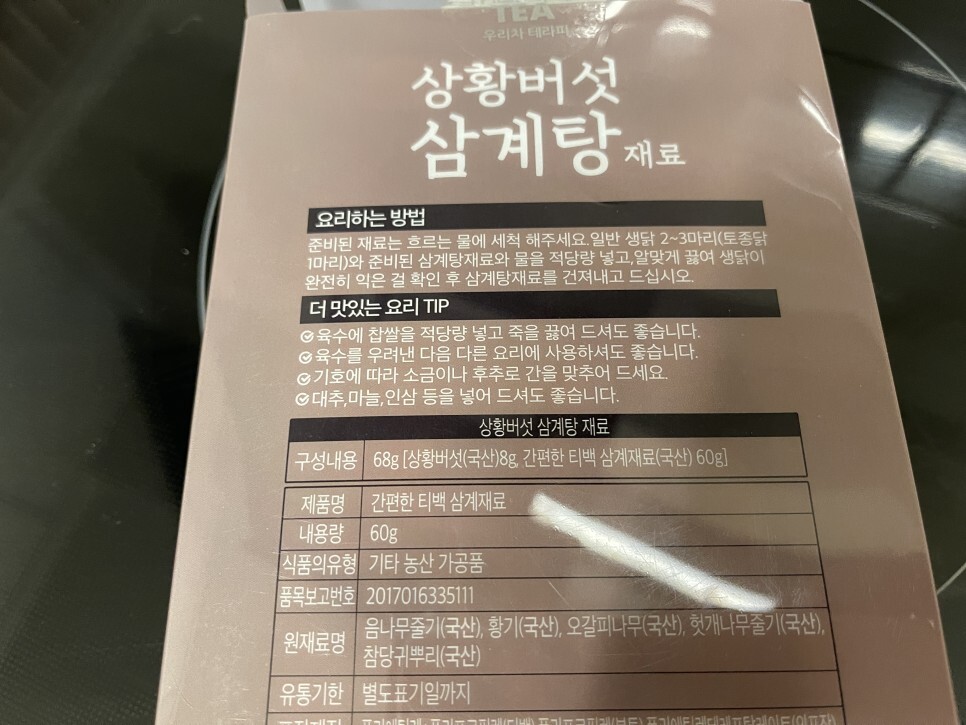 TEA
우리차 테라피
상황버섯
삼계탕 재료
요리하는 방법
준비된 재료는 흐르는 물에 세척 해주세요.일반 생닭 2~3마리(토종닭
1마리)와 준비된 삼계탕재료와 물을 적당량 넣고,알맞게 끓여 생닭이
완전히 익은 걸 확인 후 삼계탕재료를 건져내고 드십시오.
더 맛있는 요리 TIP
육수에 찹쌀을 적당량 넣고 죽을 끓여 드셔도 좋습니다.
육수를 우려낸 다음 다른 요리에 사용하셔도 좋습니다.
기호에 따라 소금이나 후추로 간을 맞추어 드세요.
대추,마늘,인삼 등을 넣어 드셔도 좋습니다.
상황버섯 삼계탕 재료
구성내용 68g [상황버섯(국산)8g, 간편한 티백 삼계재료(국산) 60g]
제품명 간편한 티백 삼계재료
내용량 60g
식품의유형 기타 농산 가공품
품목보고번호 2017016335111
원재료명 음나무줄기(국산), 황기(국산), 오갈피나무(국산), 헛개나무줄기(국산),
참당귀뿌리(국산)
유통기한 별도표기일까지